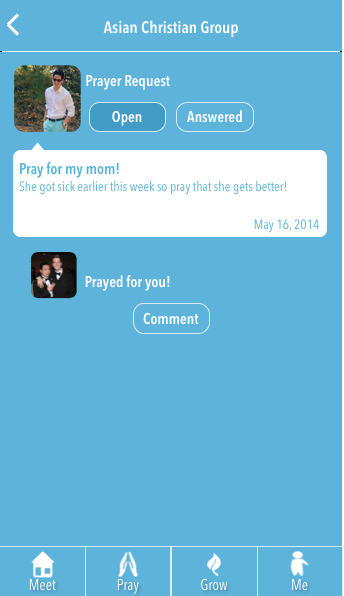 Asian Christian Group
Prayer Request
Open
Answered
Pray for my mom!
She got sick earlier this week so pray that she gets better!
May 16, 2014
Prayed for you!
Comment
Meet
Pray
Grow
Me